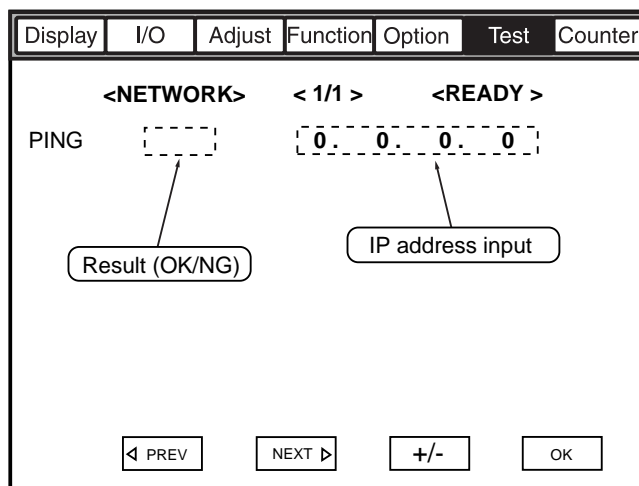 Display I/O Adjust Function Option Test Counter
<NETWORK> < 1/1 > <READY >
PING 0. 0. 0. 0
Result (OK/NG) IP address input
PREV NEXT +/- OK